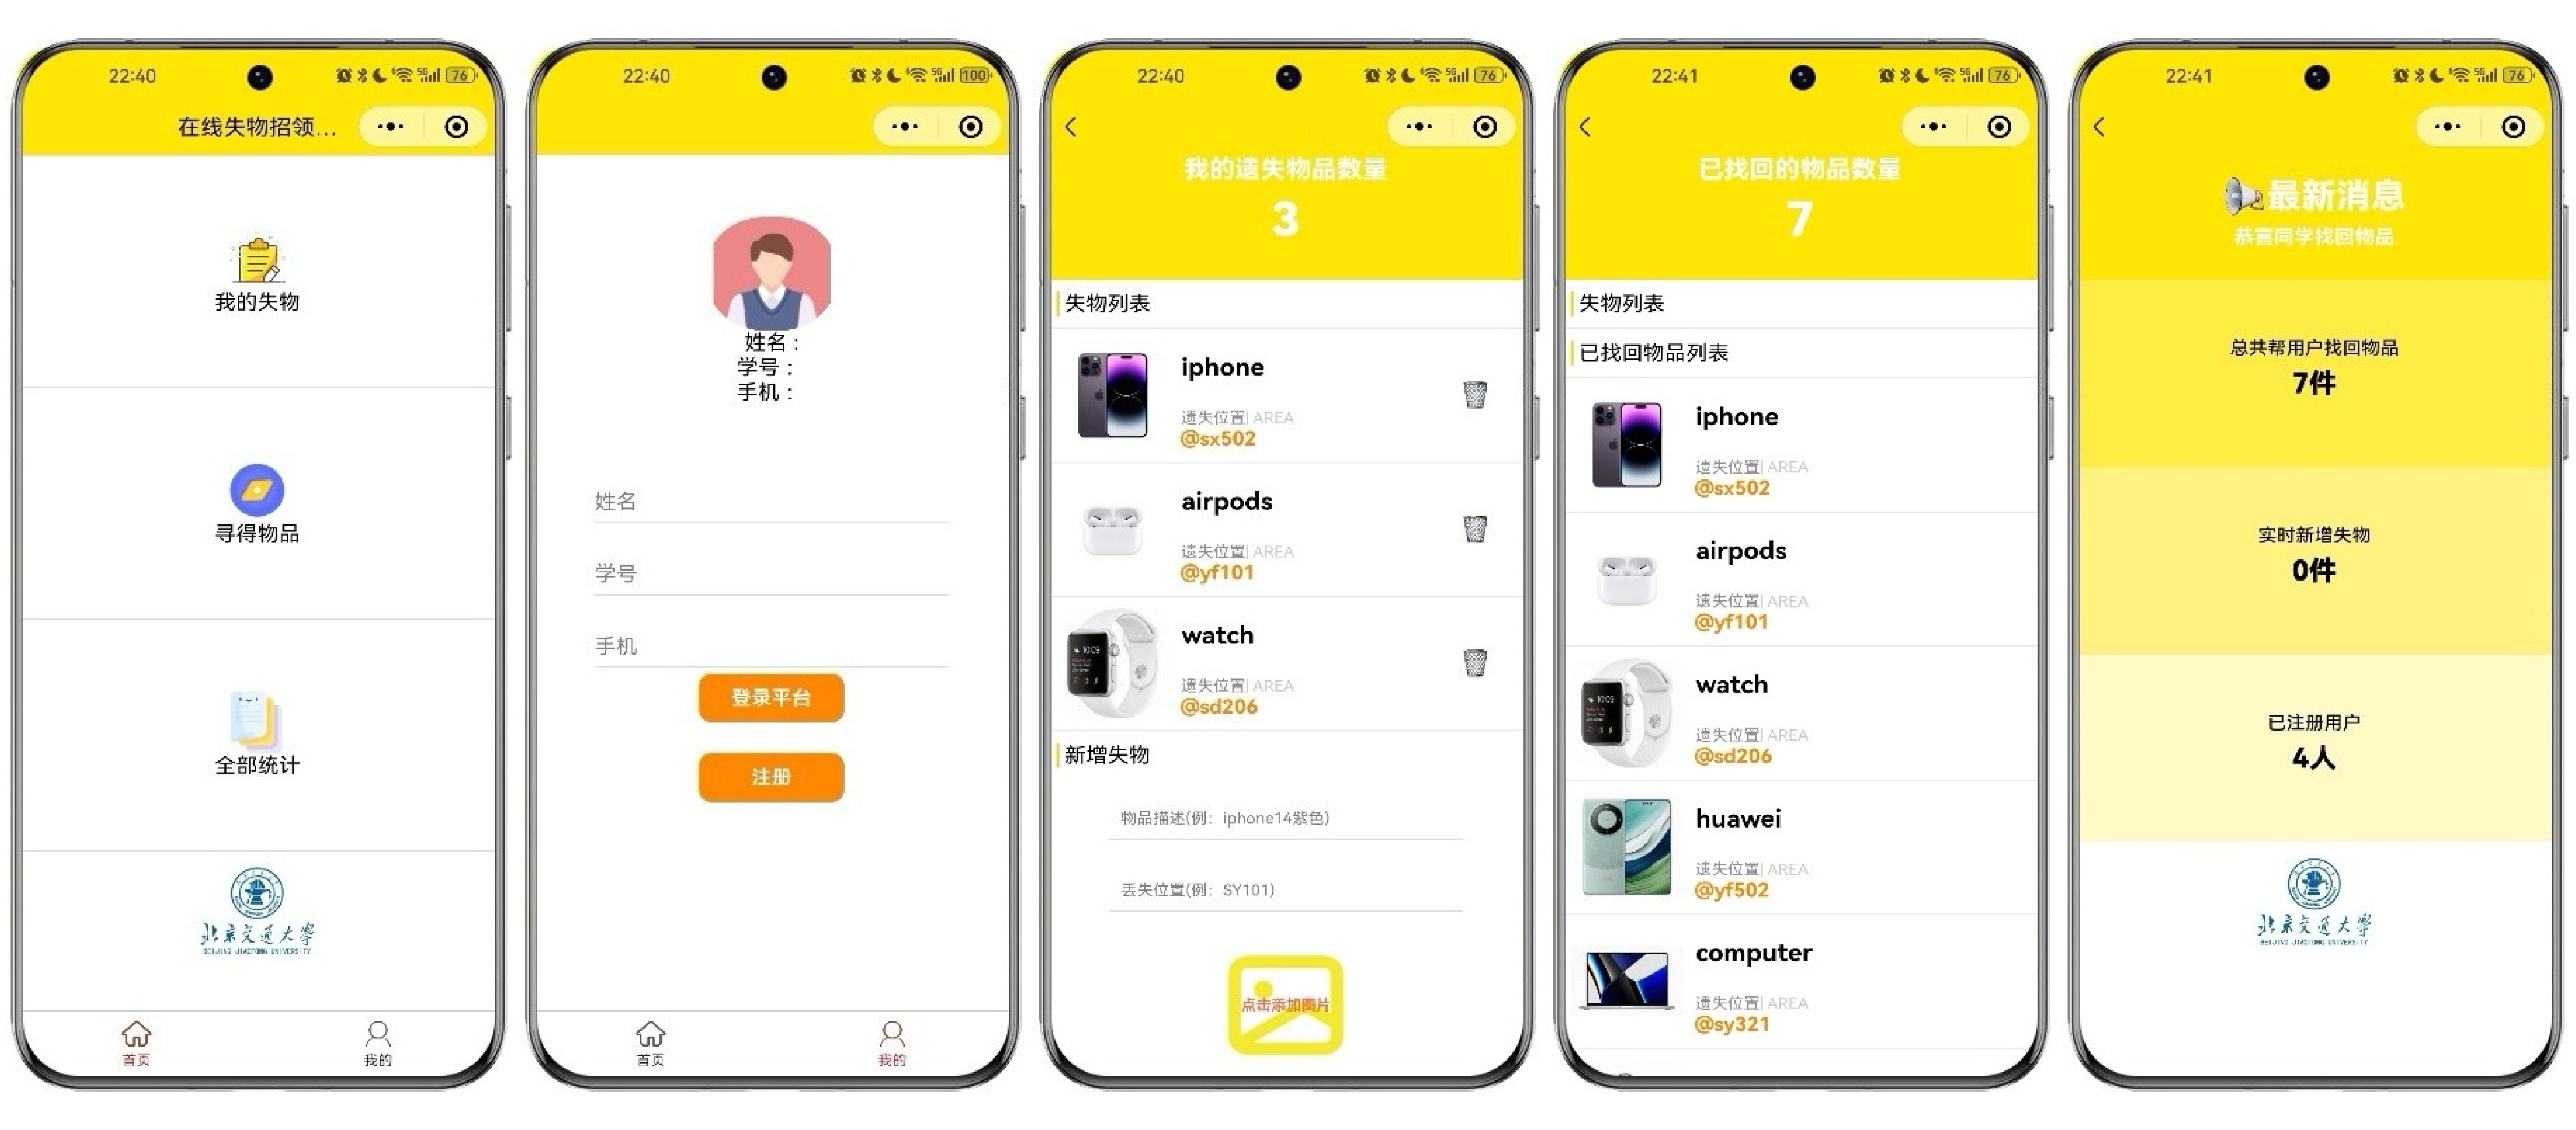 22:40
76
在线失物招领...
我的失物
寻得物品
全部统计
北京交通大学
BEIJING JIAOTONG UNIVERSITY
首页
我的
22:40
100
姓名：
学号：
手机：
姓名
学号
手机
登录平台
注册
首页
我的
22:40
76
我的遗失物品数量
3
失物列表
iphone
遗失位置| AREA
@sx502
airpods
遗失位置| AREA
@yf101
watch
遗失位置| AREA
@sd206
新增失物
物品描述(例：iphone14紫色)
丢失位置(例：SY101)
点击添加图片
22:41
76
已找回的物品数量
7
失物列表
已找回物品列表
iphone
遗失位置| AREA
@sx502
airpods
遗失位置| AREA
@yf101
watch
遗失位置| AREA
@sd206
huawei
遗失位置| AREA
@yf502
computer
遗失位置| AREA
@sy321
22:41
76
最新消息
恭喜同学找回物品
总共帮用户找回物品
7件
实时新增失物
0件
已注册用户
4人
北京交通大学
BEIJING JIAOTONG UNIVERSITY